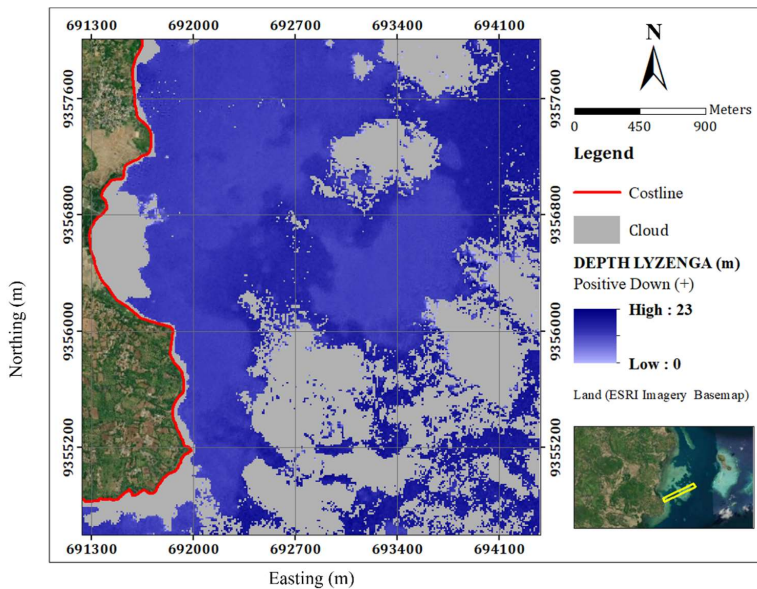 691300 692000 692700 693400 694100
9357600
9356800
9356000
9355200
9357600
9356800
9356000
9355200
691300 692000 692700 693400 694100
Northing (m)
Easting (m)
N
Meters
0 450 900
Legend
Costline
Cloud
DEPTH LYZENGA (m)
Positive Down (+)
High : 23
Low : 0
Land (ESRI Imagery Basemap)